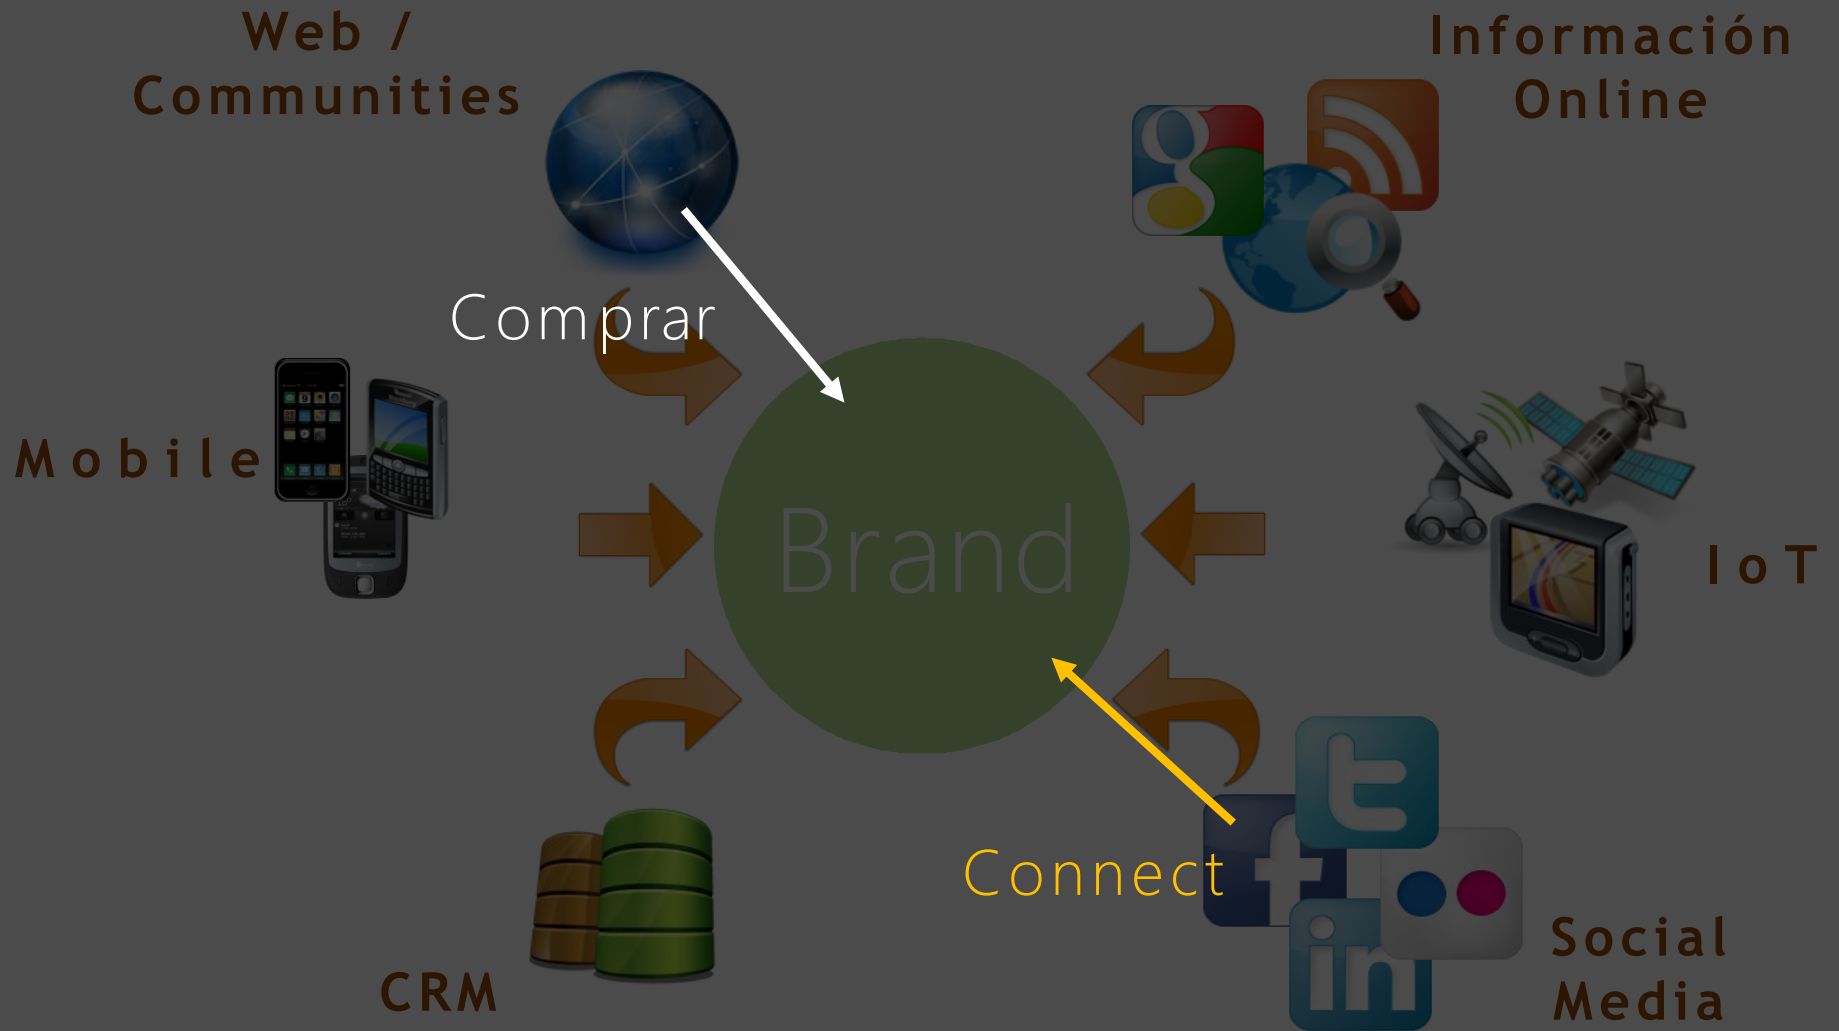 Web /
Communities
Información
Online
Comprar
Mobile
Brand
IoT
Connect
Social
Media
CRM